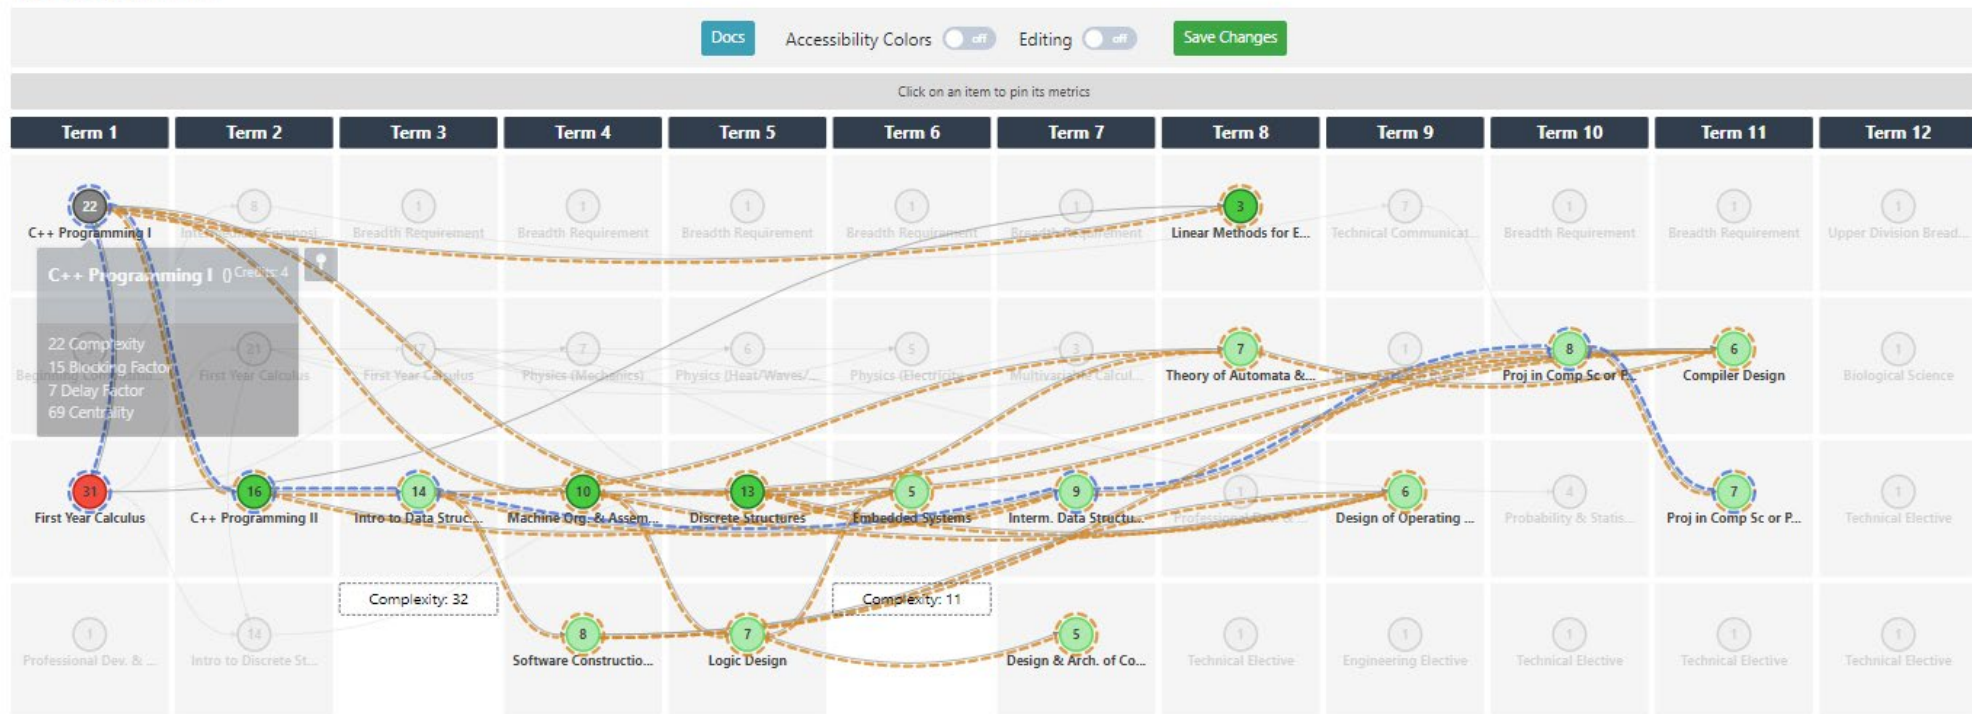 Docs Accessibility Colors off Editing off Save Changes
Click on an item to pin its metrics
Term 1 Term 2 Term 3 Term 4 Term 5 Term 6 Term 7 Term 8 Term 9 Term 10 Term 11 Term 12
22 8 1 1 1 1 1 3 7 1 1 1
C++ Programming I Breadth Requirement Breadth Requirement Breadth Requirement Breadth Requirement Breadth Requirement Linear Methods for E... Technical Communicat... Breadth Requirement Breadth Requirement Upper Division Bread...
C++ Programming I () Credits: 4
22 Complexity
15 Blocking Factor
7 Delay Factor
69 Centrality
21 17 7 6 5 3 7 1 8 6 1
First Year Calculus First Year Calculus Physics (Mechanics) Physics (Heat/Waves/... Physics (Electricity Multivariable Calcul... Theory of Automata &... Proj in Comp Sc or P... Compiler Design Biological Science
31 16 14 10 13 5 9 1 6 4 7 1
First Year Calculus C++ Programming II Intro to Data Struc... Machine Org. & Assem... Discrete Structures Embedded Systems Interm. Data Structu... Design of Operating ... Probability & Statis... Proj in Comp Sc or P... Technical Elective
Complexity: 32 Complexity: 11
1 14 8 7 5 1 1 1 1 1
Professional Dev. & ... Intro to Discrete St... Software Constructio... Logic Design Design & Arch. of Co... Technical Elective Engineering Elective Technical Elective Technical Elective Technical Elective